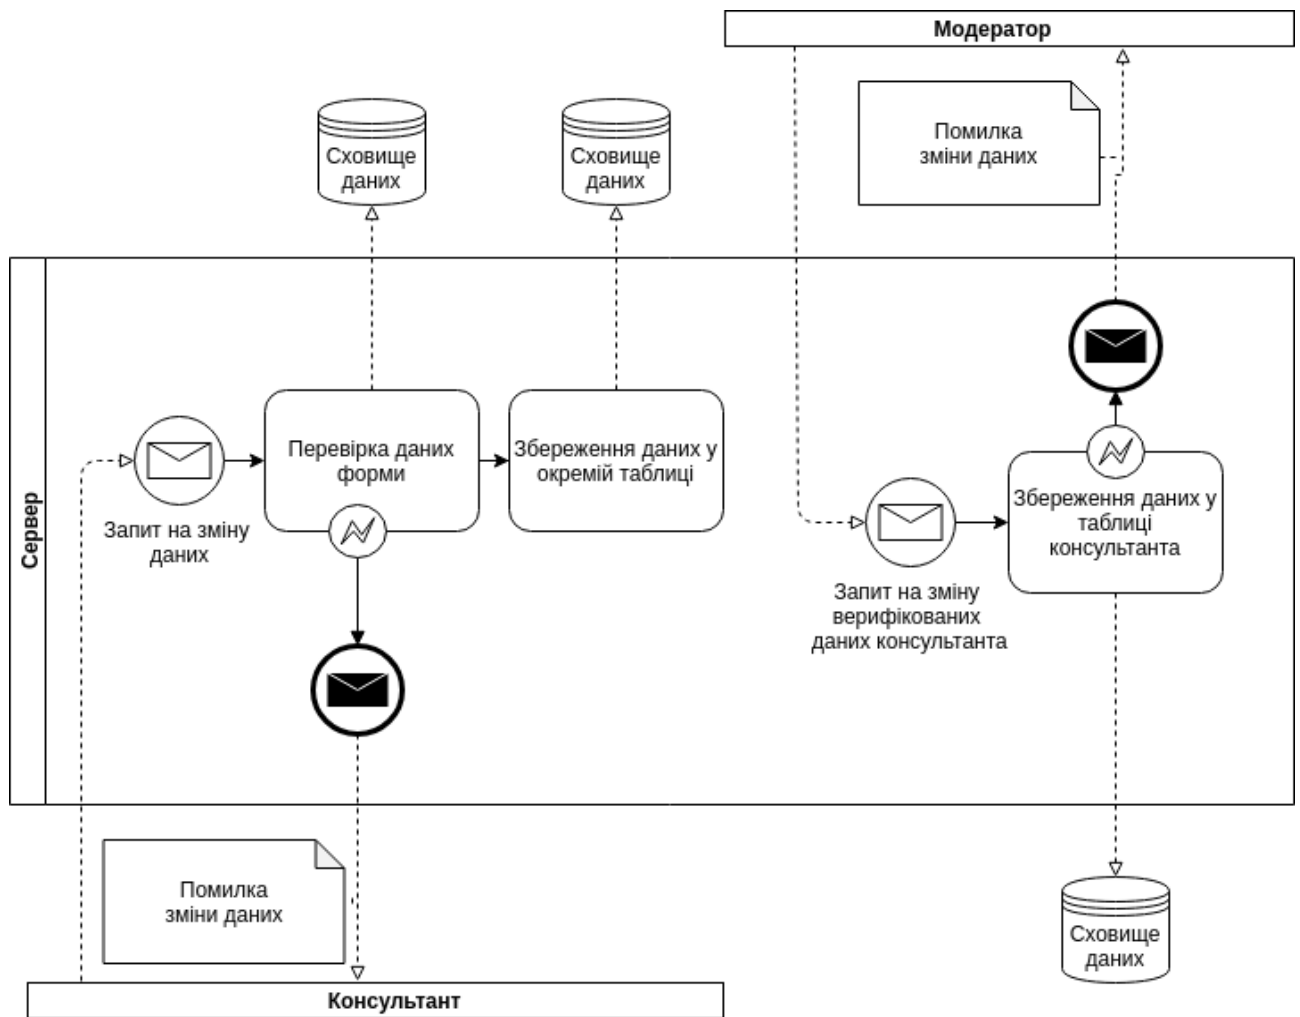 Модератор
Помилка
зміни даних
Сховище
даних
Сховище
даних
Сервер
Перевірка даних
форми
Збереження даних у
окремій таблиці
Запит на зміну
даних
Збереження даних у
таблиці
консультанта
Запит на зміну
верифікованих
даних консультанта
Помилка
зміни даних
Сховище
даних
Консультант